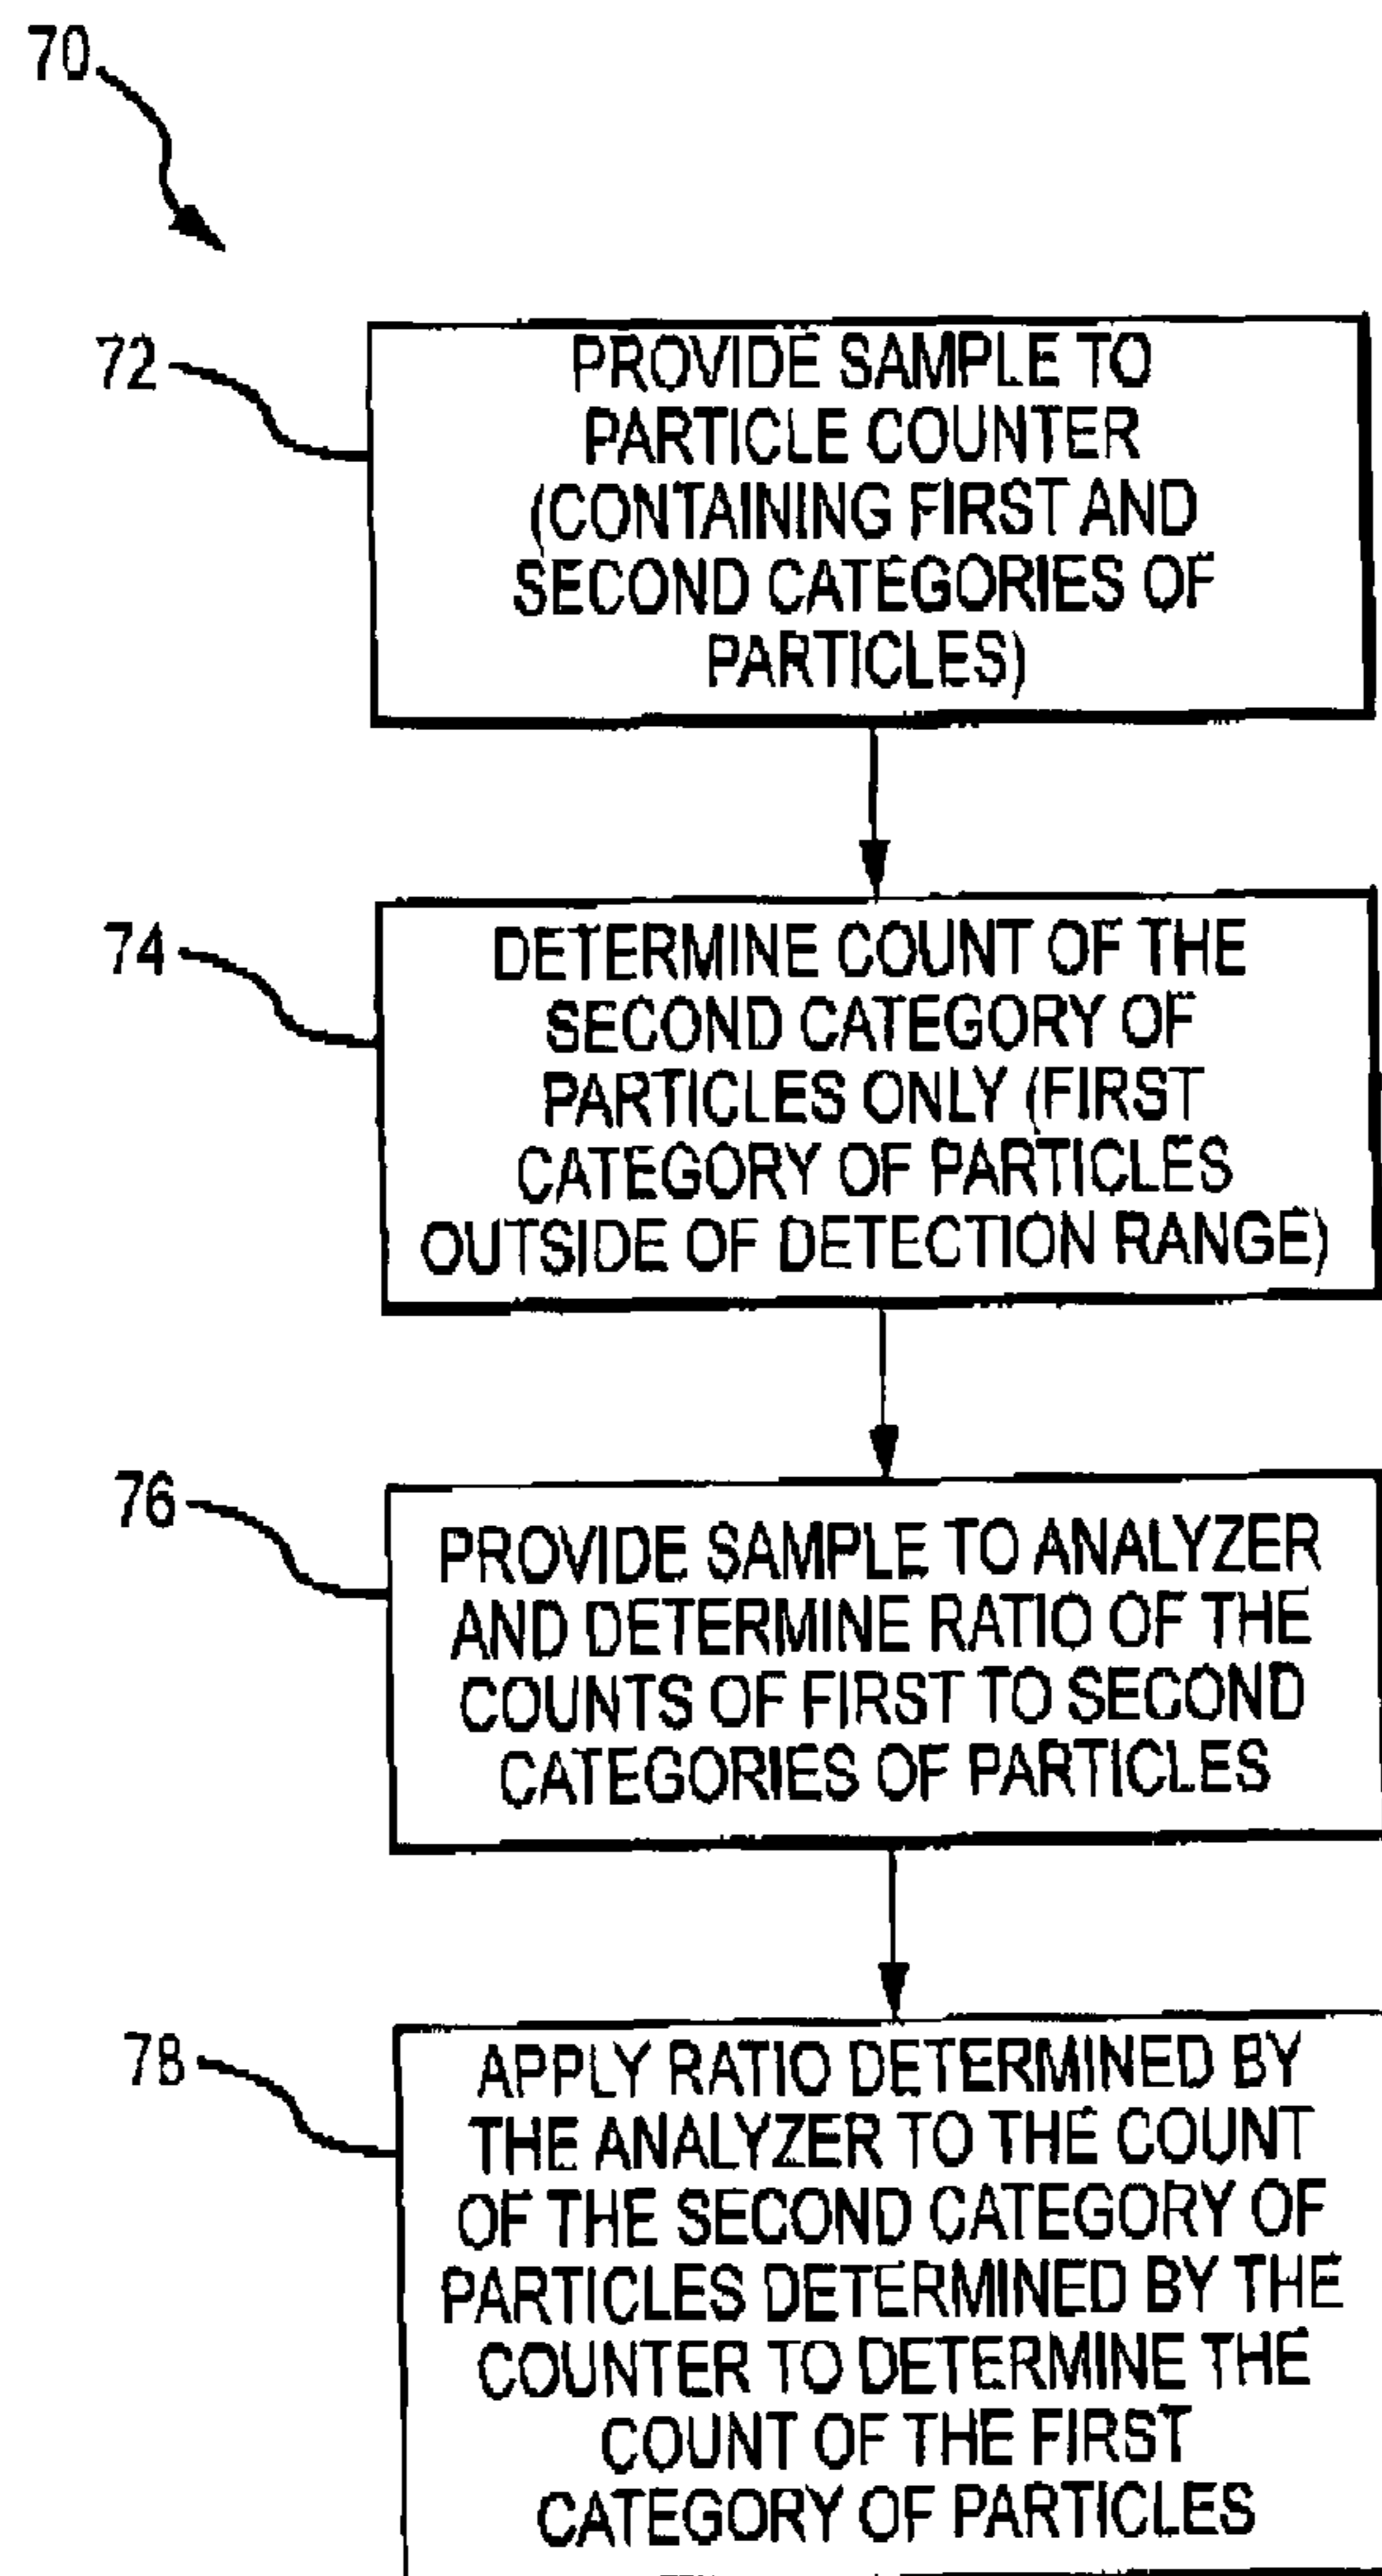 70
72
PROVIDE SAMPLE TO
PARTICLE COUNTER
(CONTAINING FIRST AND
SECOND CATEGORIES OF
PARTICLES)
74
DETERMINE COUNT OF THE
SECOND CATEGORY OF
PARTICLES ONLY (FIRST
CATEGORY OF PARTICLES
OUTSIDE OF DETECTION RANGE)
76
PROVIDE SAMPLE TO ANALYZER
AND DETERMINE RATIO OF THE
COUNTS OF FIRST TO SECOND
CATEGORIES OF PARTICLES
78
APPLY RATIO DETERMINED BY
THE ANALYZER TO THE COUNT
OF THE SECOND CATEGORY OF
PARTICLES DETERMINED BY THE
COUNTER TO DETERMINE THE
COUNT OF THE FIRST
CATEGORY OF PARTICLES